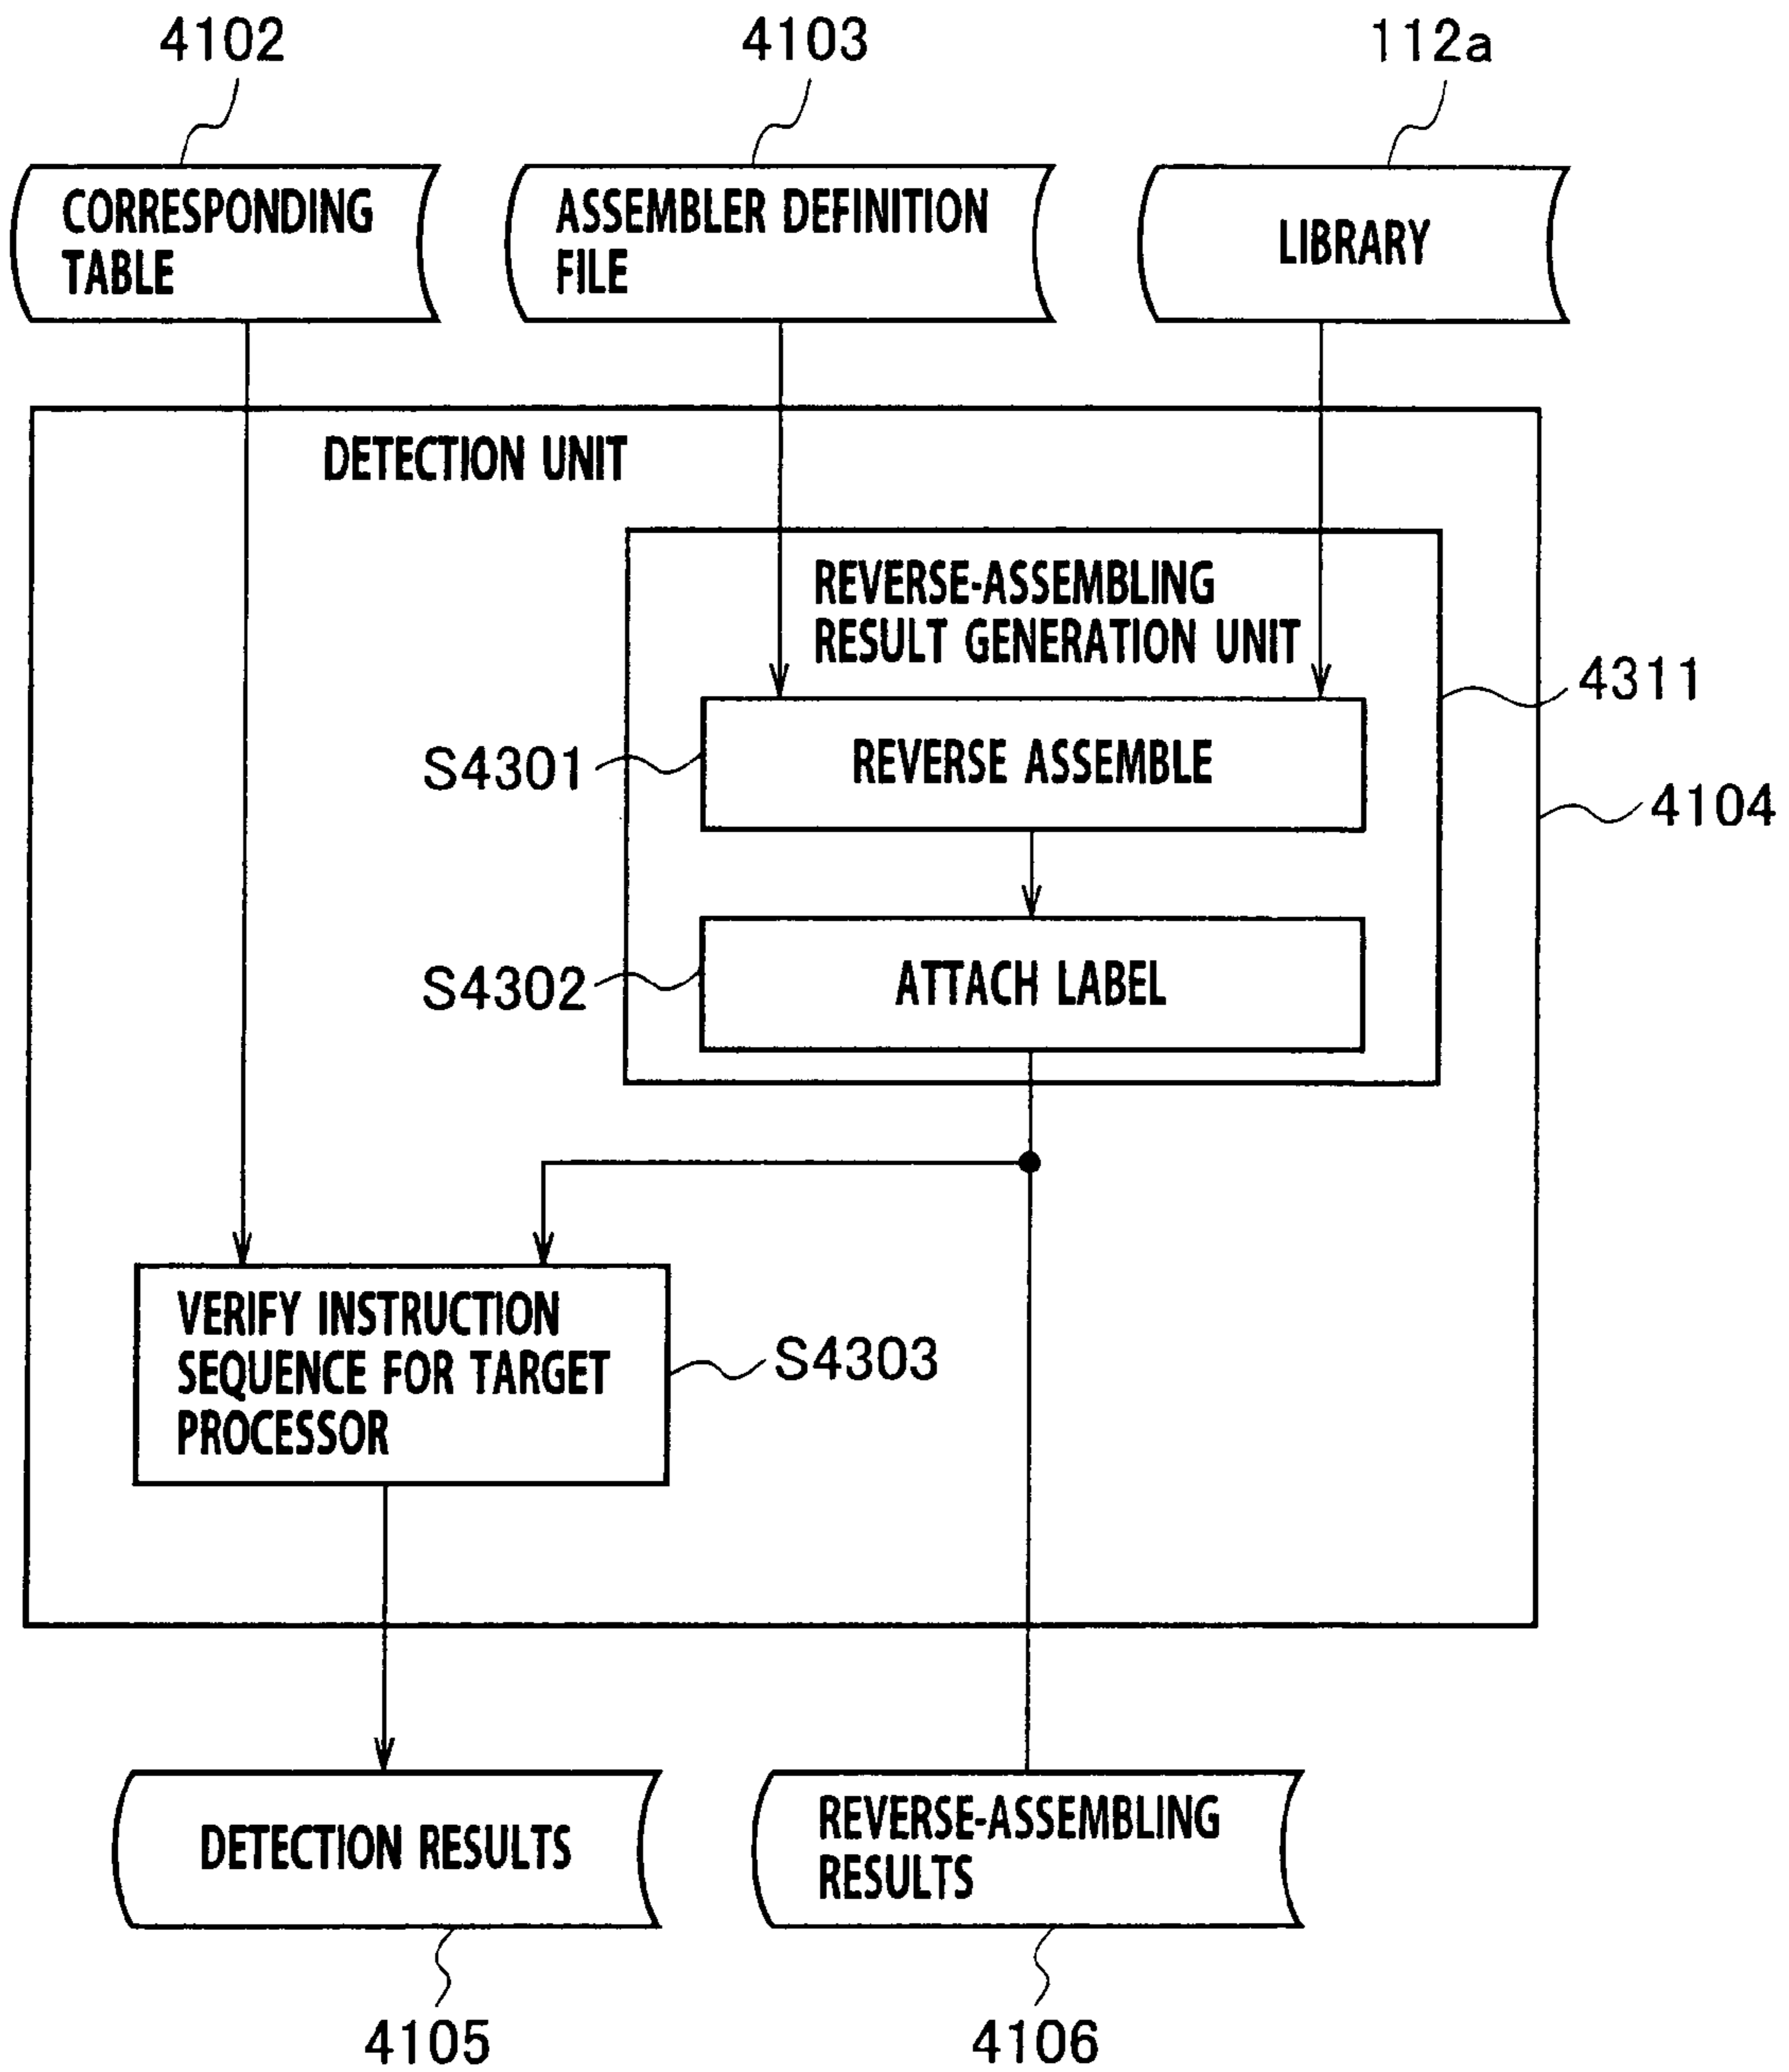 4102
4103
112a
CORRESPONDING
TABLE
ASSEMBLER DEFINITION
FILE
LIBRARY
DETECTION UNIT
REVERSE-ASSEMBLING
RESULT GENERATION UNIT
4311
S4301
REVERSE ASSEMBLE
4104
S4302
ATTACH LABEL
VERIFY INSTRUCTION
SEQUENCE FOR TARGET
PROCESSOR
S4303
DETECTION RESULTS
REVERSE-ASSEMBLING
RESULTS
4105
4106